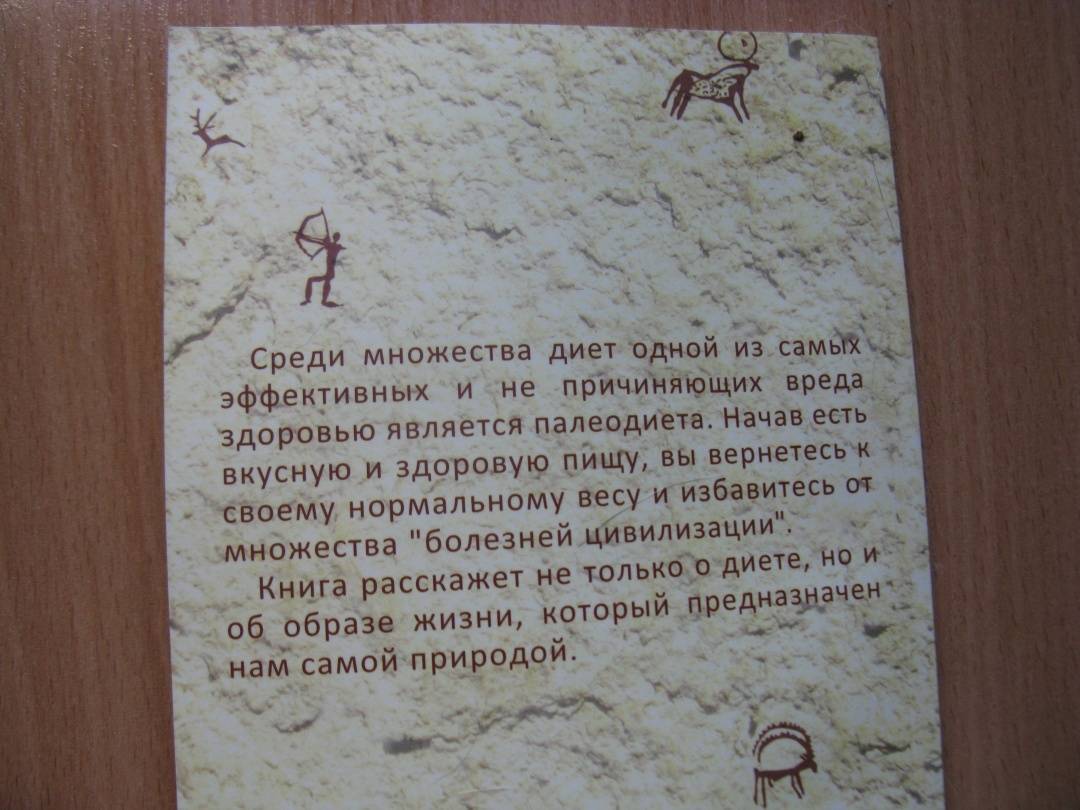 Среди множества диет одной из самых
эффективных и не причиняющих вреда
здоровью является палеодиета. Начав есть
вкусную и здоровую пищу, вы вернетесь к
своему нормальному весу и избавитесь от
множества "болезней цивилизации".
Книга расскажет не только о диете, но и
об образе жизни, который предназначен
нам самой природой.